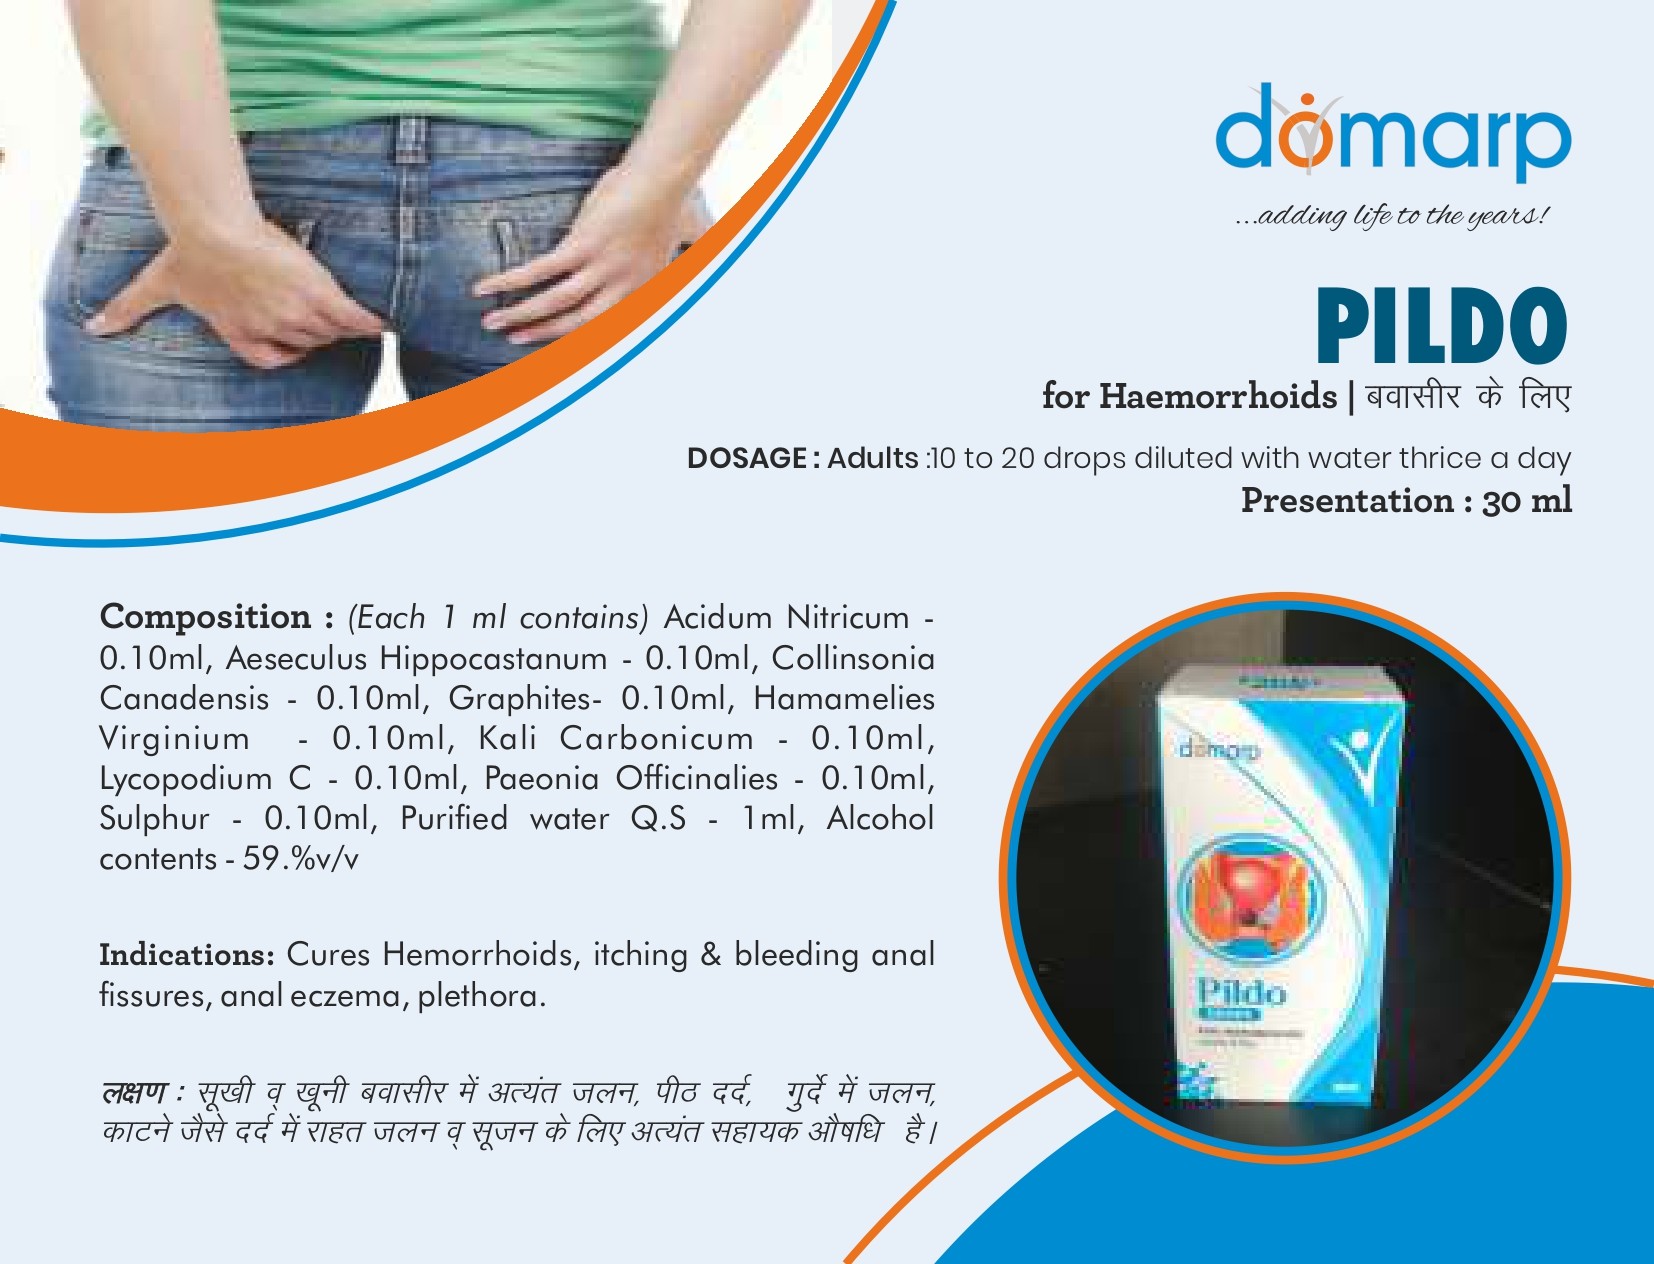 domarp
...adding life to the years!
PILDO
for Haemorrhoids | बवासीर के लिए
DOSAGE : Adults :10 to 20 drops diluted with water thrice a day
Presentation : 30 ml
Composition : (Each 1 ml contains) Acidum Nitricum -
0.10ml, Aeseculus Hippocastanum - 0.10ml, Collinsonia
Canadensis - 0.10ml, Graphites- 0.10ml, Hamamelies
Virginium - 0.10ml, Kali Carbonicum - 0.10ml,
Lycopodium C - 0.10ml, Paeonia Officinalies - 0.10ml,
Sulphur - 0.10ml, Purified water Q.S - 1ml, Alcohol
contents - 59.%v/v
Indications: Cures Hemorrhoids, itching & bleeding anal
fissures, anal eczema, plethora.
लक्षण : सूखी व् खूनी बवासीर में अत्यंत जलन, पीठ दर्द, गुर्दे में जलन,
काटने जैसे दर्द में राहत जलन व् सूजन के लिए अत्यंत सहायक औषधि है।
domarp
Pildo